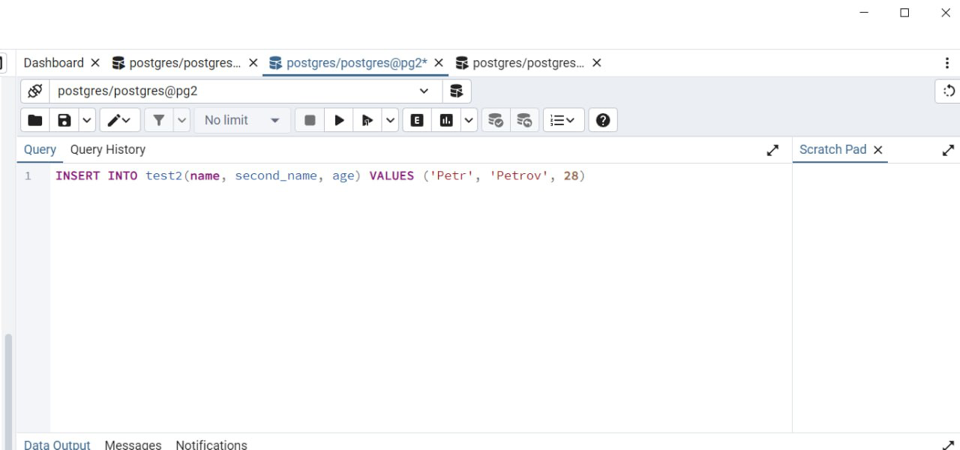 Dashboard postgres/postgres... postgres/postgres@pg2* postgres/postgres...
postgres/postgres@pg2
No limit E
Query Query History Scratch Pad
1 INSERT INTO test2(name, second_name, age) VALUES ('Petr', 'Petrov', 28)
Data Output Messages Notifications